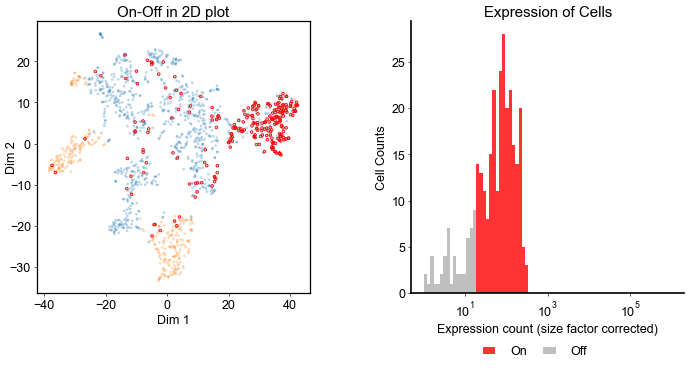 On-Off in 2D plot
Dim 2
20
10
0
−10
−20
−30
−40
−20
0
20
40
Dim 1
Expression of Cells
Cell Counts
25
20
15
10
5
0
10^1
10^3
10^5
Expression count (size factor corrected)
On
Off